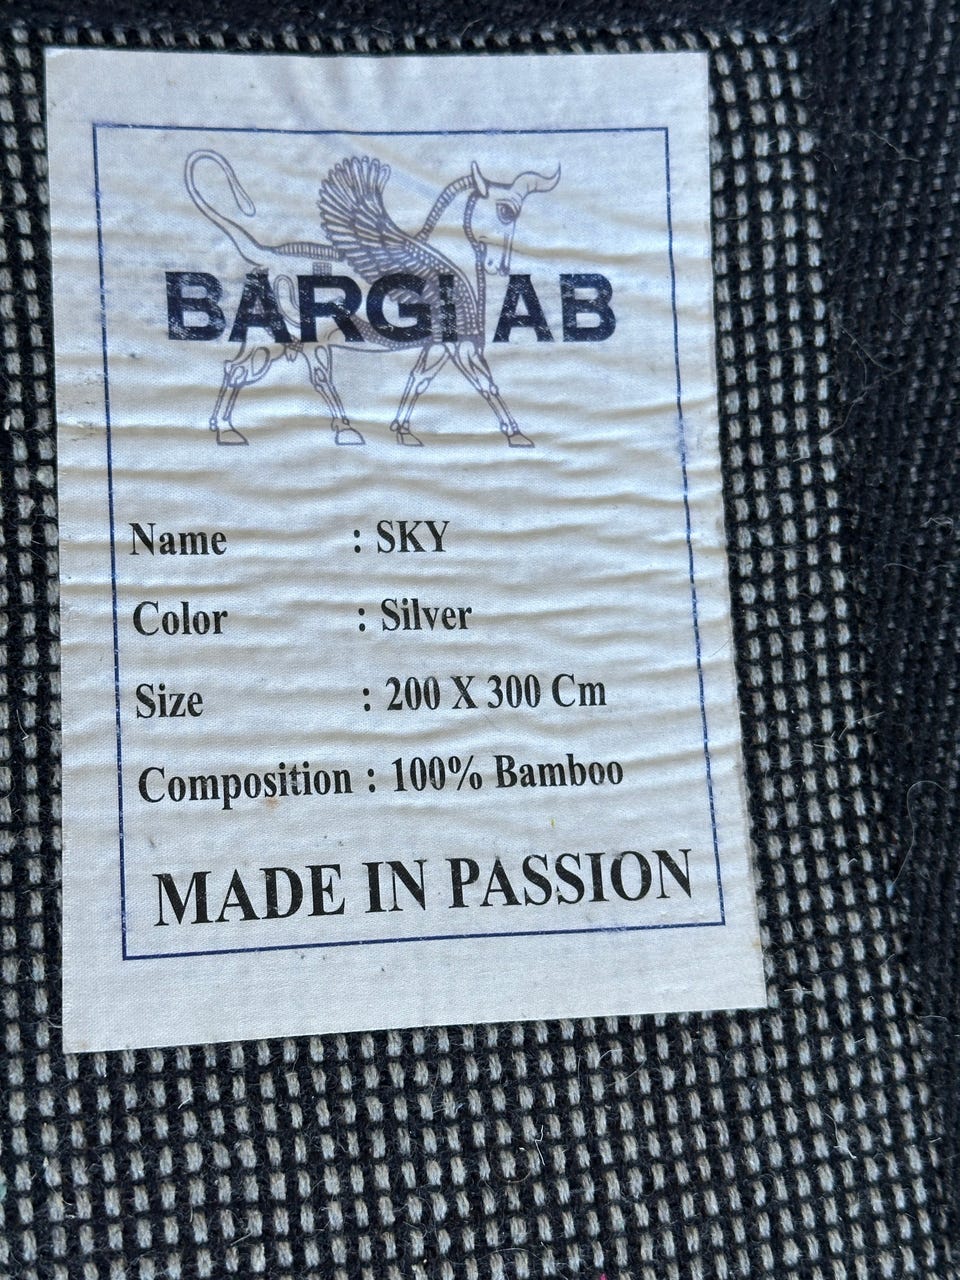 BARGI AB
Name : SKY
Color : Silver
Size : 200 X 300 Cm
Composition : 100% Bamboo
MADE IN PASSION